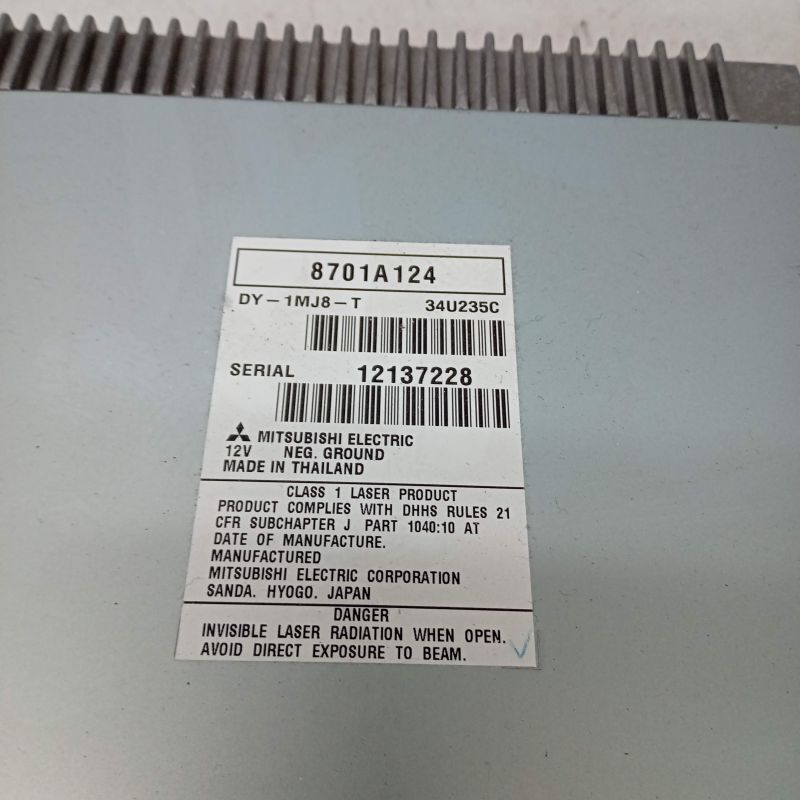 8701A124
DY-1MJ8-T 34U235C
SERIAL 12137228
MITSUBISHI ELECTRIC
12V NEG. GROUND
MADE IN THAILAND
CLASS 1 LASER PRODUCT
PRODUCT COMPLIES WITH DHHS RULES 21
CFR SUBCHAPTER J PART 1040:10 AT
DATE OF MANUFACTURE.
MANUFACTURED
MITSUBISHI ELECTRIC CORPORATION
SANDA. HYOGO. JAPAN
DANGER
INVISIBLE LASER RADIATION WHEN OPEN.
AVOID DIRECT EXPOSURE TO BEAM.